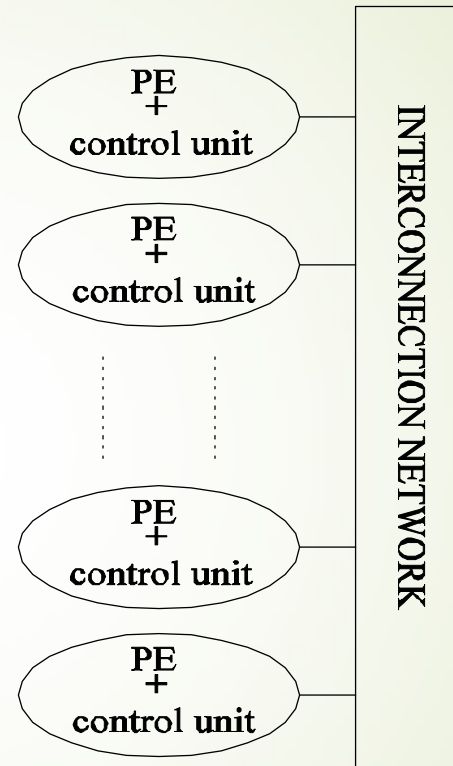 PE
+
control unit
PE
+
control unit
PE
+
control unit
PE
+
control unit
INTERCONNECTION NETWORK